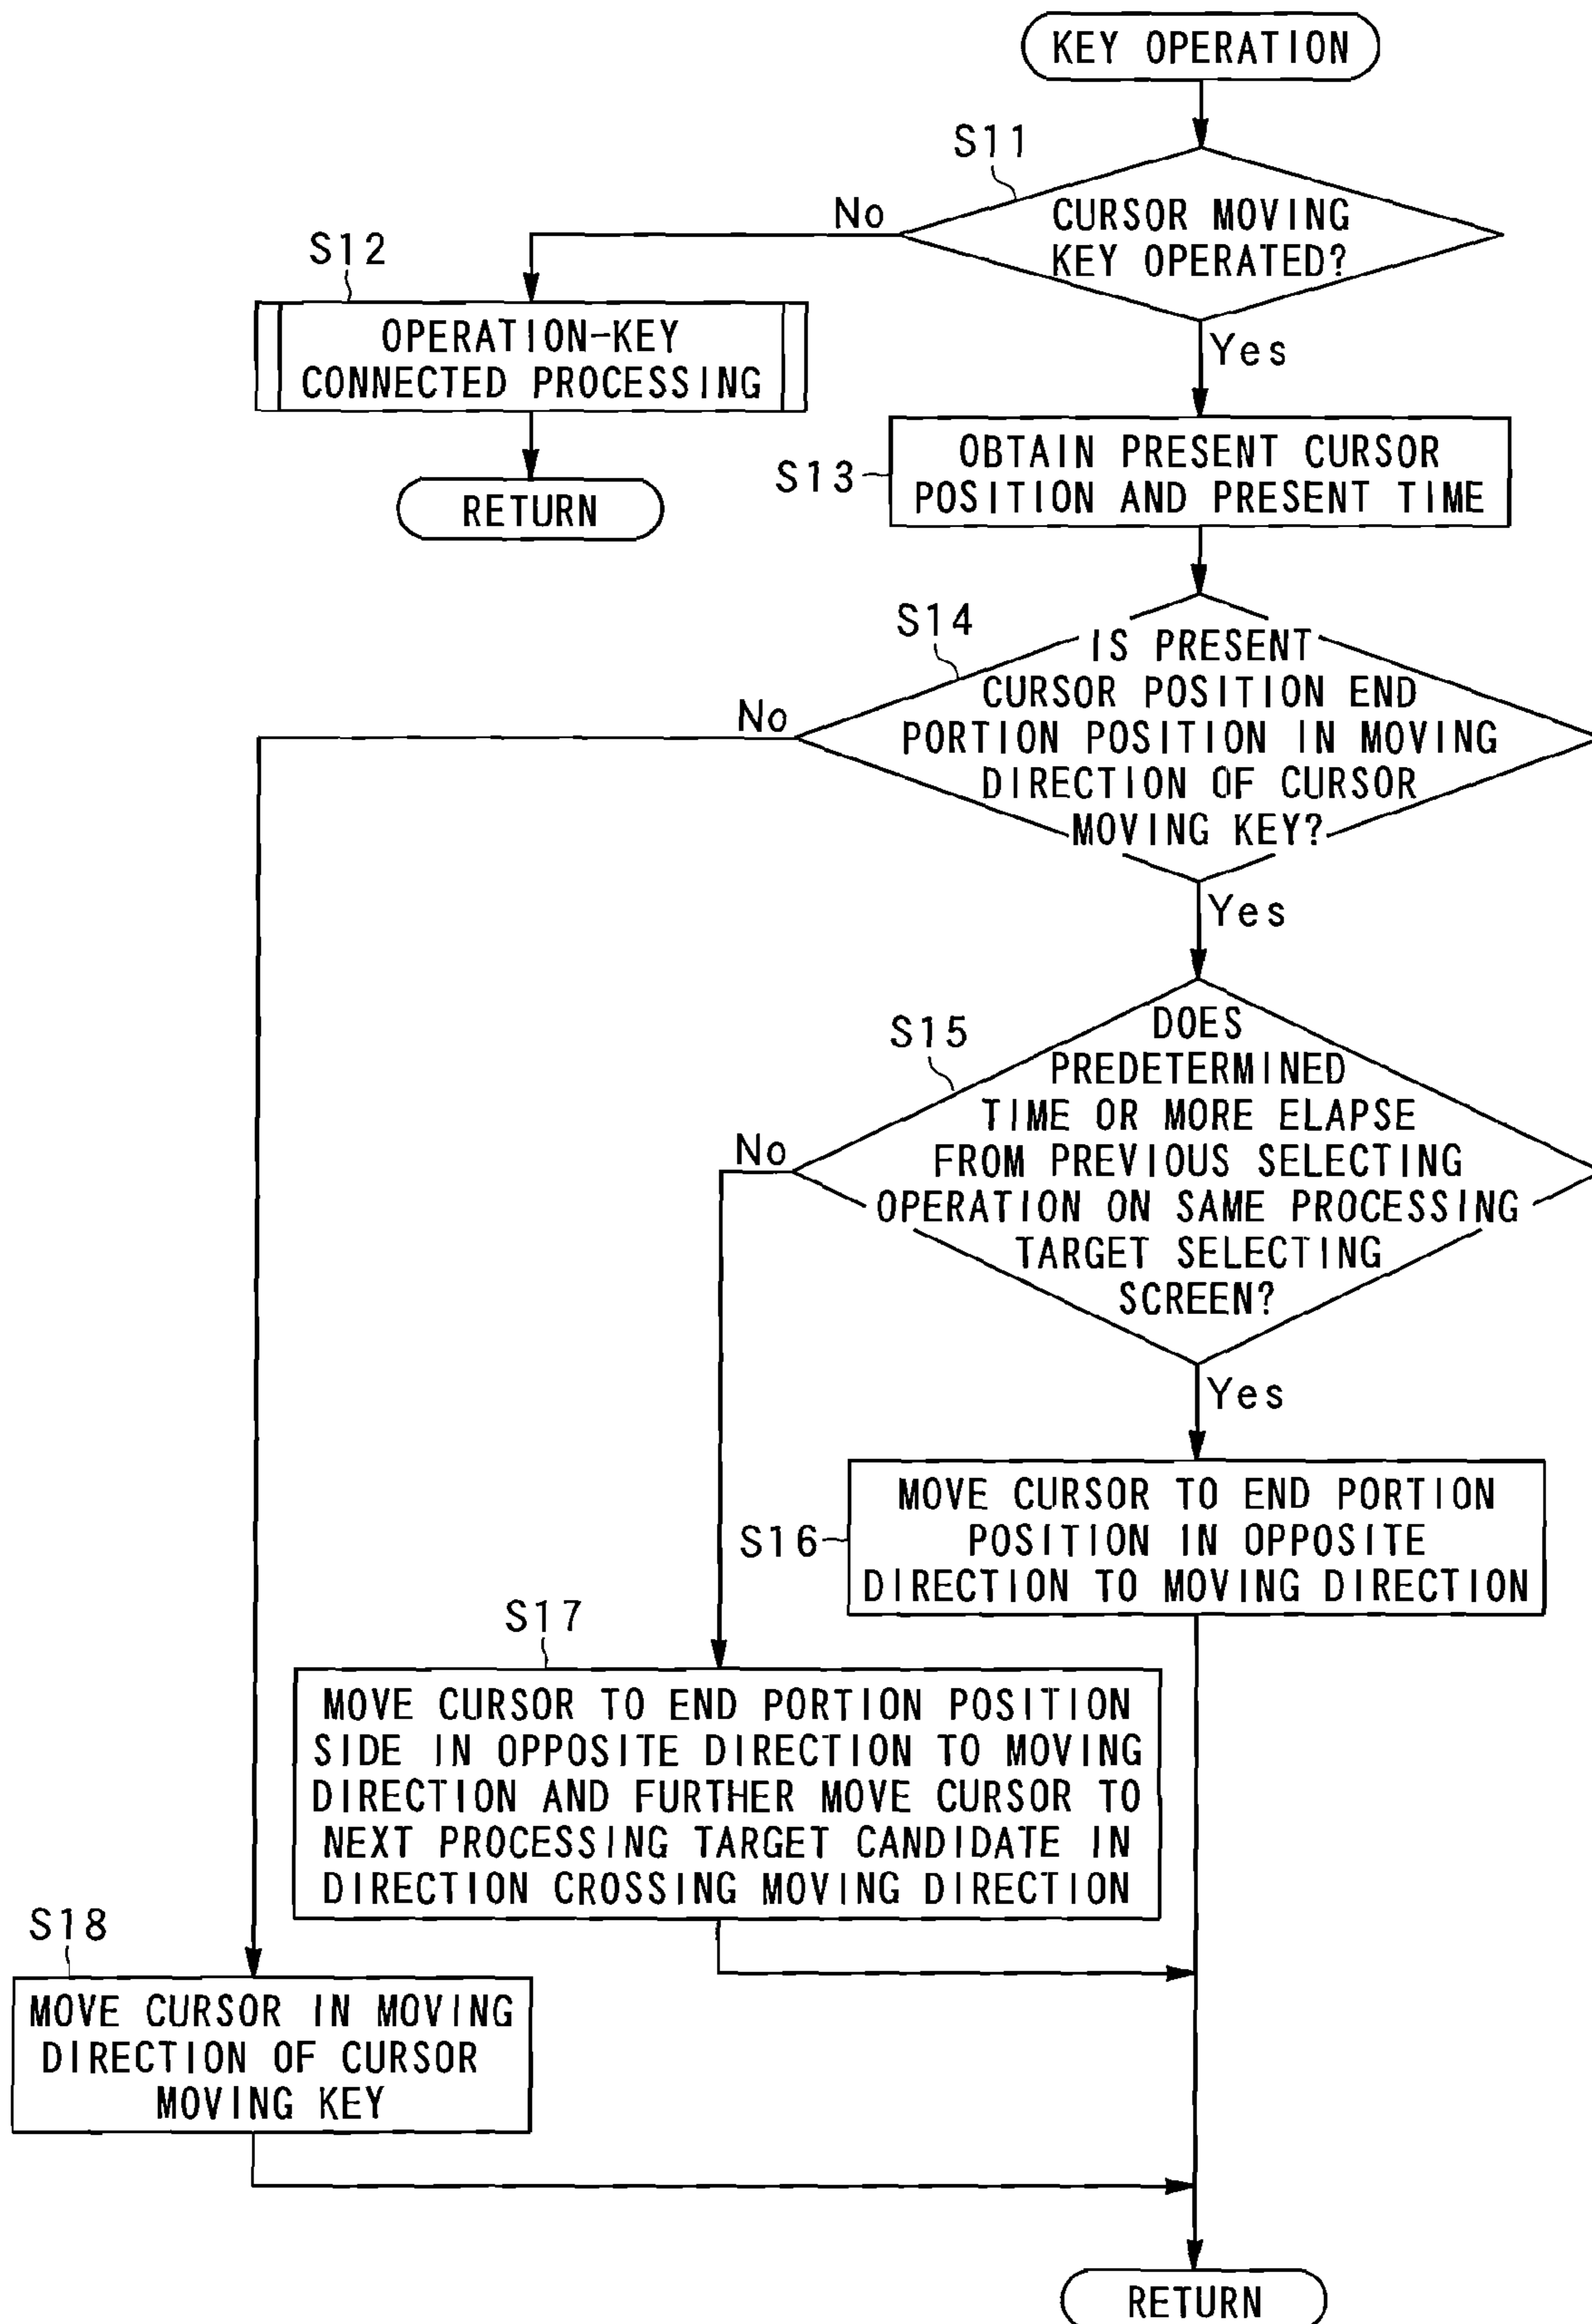 KEY OPERATION
S11
CURSOR MOVING
KEY OPERATED?
No
Yes
S12
OPERATION-KEY
CONNECTED PROCESSING
RETURN
S13
OBTAIN PRESENT CURSOR
POSITION AND PRESENT TIME
S14
IS PRESENT
CURSOR POSITION END
PORTION POSITION IN MOVING
DIRECTION OF CURSOR
MOVING KEY?
No
Yes
S15
DOES
PREDETERMINED
TIME OR MORE ELAPSE
FROM PREVIOUS SELECTING
OPERATION ON SAME PROCESSING
TARGET SELECTING
SCREEN?
No
Yes
S16
MOVE CURSOR TO END PORTION
POSITION IN OPPOSITE
DIRECTION TO MOVING DIRECTION
S17
MOVE CURSOR TO END PORTION POSITION
SIDE IN OPPOSITE DIRECTION TO MOVING
DIRECTION AND FURTHER MOVE CURSOR TO
NEXT PROCESSING TARGET CANDIDATE IN
DIRECTION CROSSING MOVING DIRECTION
S18
MOVE CURSOR IN MOVING
DIRECTION OF CURSOR
MOVING KEY
RETURN